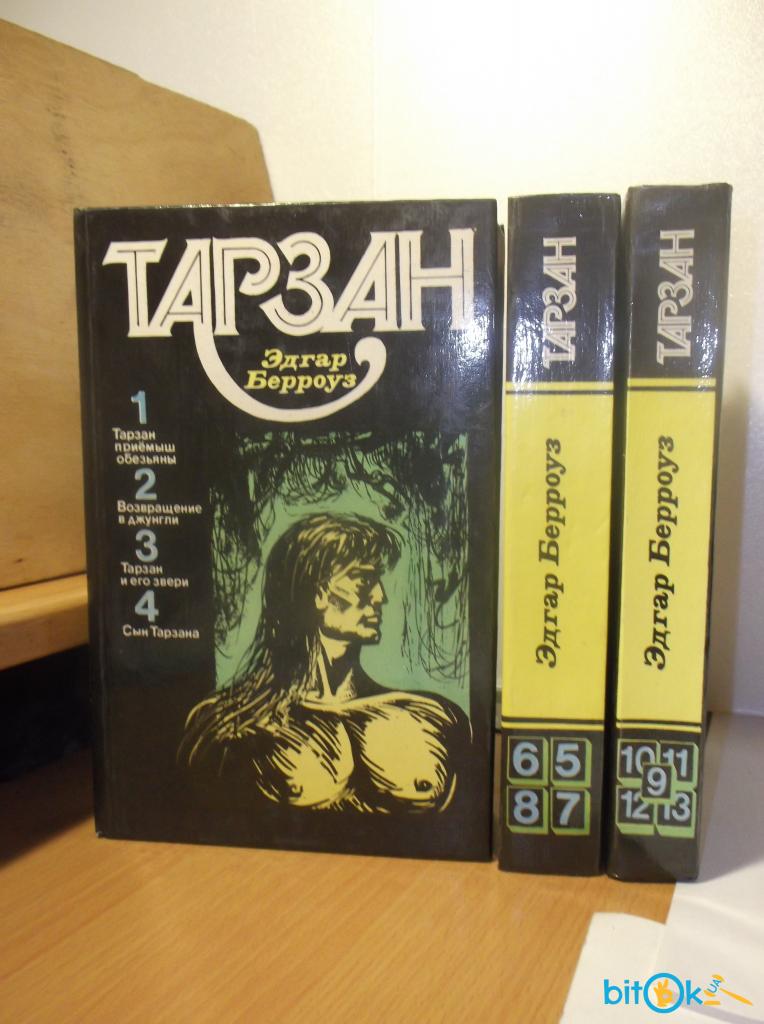 ТАРЗАН
Эдгар
Берроуз
1
Тарзан
приёмыш
обезьяны
2
Возвращение
в джунгли
3
Тарзан
и его звери
4
Сын Тарзана
ТАРЗАН
Эдгар Берроуз
6 5
8 7
ТАРЗАН
Эдгар Берроуз
10 11
9
12 13
bitOk UA